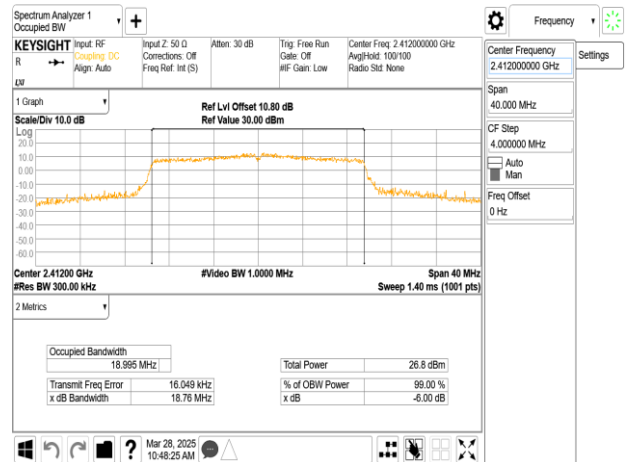 Spectrum Analyzer 1
Occupied BW
KEYSIGHT
R
LXI
Input: RF
Coupling: DC
Align: Auto
Input Z: 50 Ω
Corrections: Off
Freq Ref: Int (S)
Atten: 30 dB
Trig: Free Run
Gate: Off
#IF Gain: Low
Center Freq: 2.412000000 GHz
Avg|Hold: 100/100
Radio Std: None
1 Graph
Scale/Div 10.0 dB
Ref Lvl Offset 10.80 dB
Ref Value 30.00 dBm
Log
20.0
10.0
0.00
-10.0
-20.0
-30.0
-40.0
-50.0
-60.0
Center 2.41200 GHz
#Res BW 300.00 kHz
#Video BW 1.0000 MHz
Span 40 MHz
Sweep 1.40 ms (1001 pts)
2 Metrics
Occupied Bandwidth
18.995 MHz
Transmit Freq Error 16.049 kHz
x dB Bandwidth 18.76 MHz
Total Power 26.8 dBm
% of OBW Power 99.00 %
x dB -6.00 dB
Mar 28, 2025
10:48:25 AM
Frequency
Settings
Center Frequency
2.412000000 GHz
Span
40.000 MHz
CF Step
4.000000 MHz
Auto
Man
Freq Offset
0 Hz